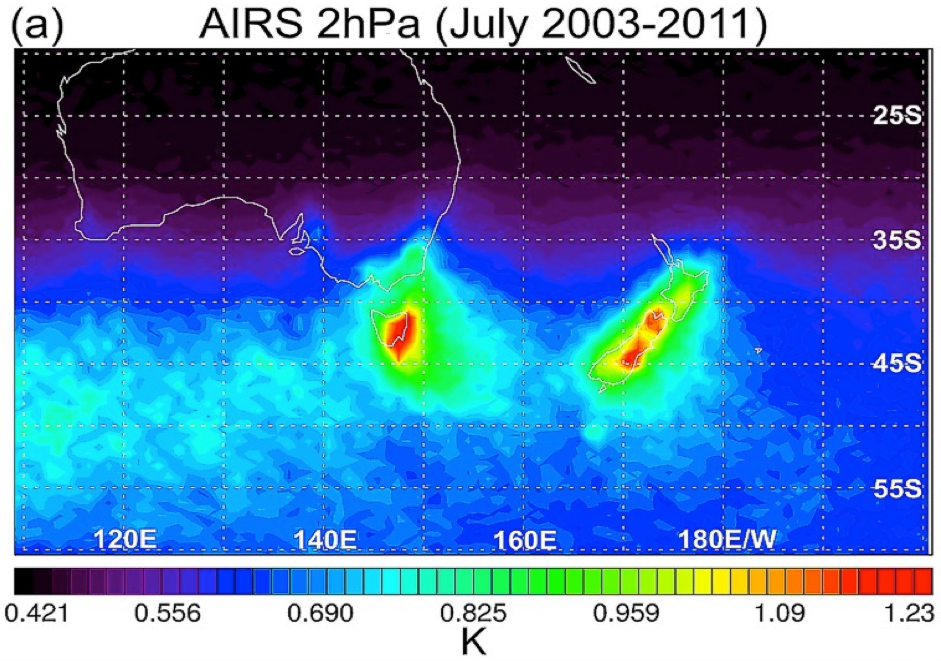 (a) AIRS 2hPa (July 2003-2011)
25S
35S
45S
55S
120E 140E 160E 180E/W
0.421 0.556 0.690 0.825 0.959 1.09 1.23
K